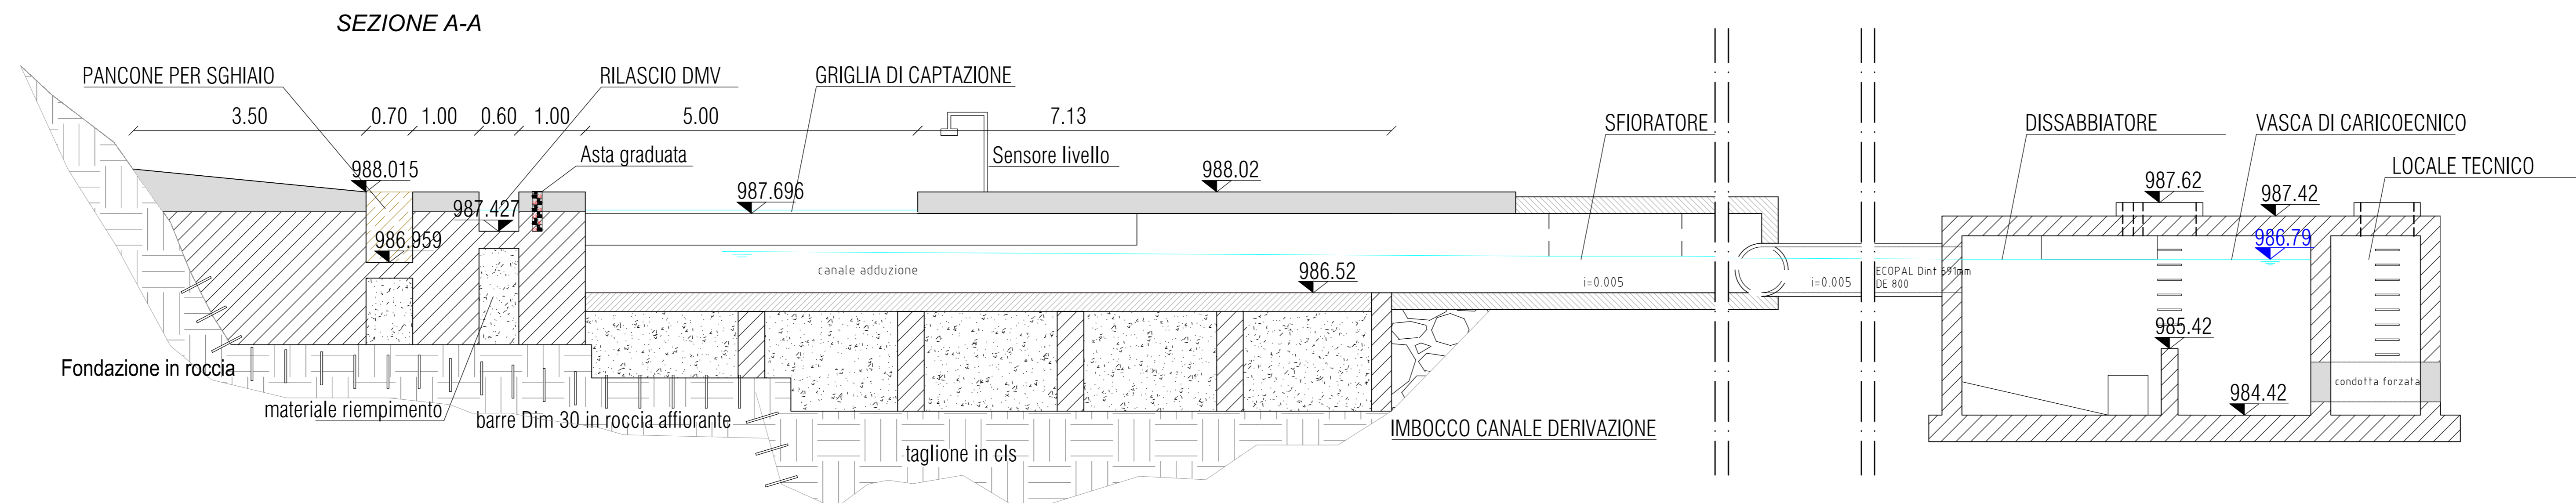 SEZIONE A-A
PANCONE PER SGHIAIO
RILASCIO DMV
GRIGLIA DI CAPTAZIONE
3.50
0.70
1.00
0.60
1.00
5.00
7.13
SFIORATORE
DISSABBIATORE
VASCA DI CARICOECNICO
LOCALE TECNICO
Asta graduata
Sensore livello
988.015
987.696
988.02
987.62
987.42
987.427
986.959
986.79
canale adduzione
986.52
i=0.005
i=0.005
ECOPAL Dint 691mm
DE 800
985.42
Fondazione in roccia
condotta forzata
984.42
materiale riempimento
barre Dim 30 in roccia affiorante
IMBOCCO CANALE DERIVAZIONE
taglione in cls